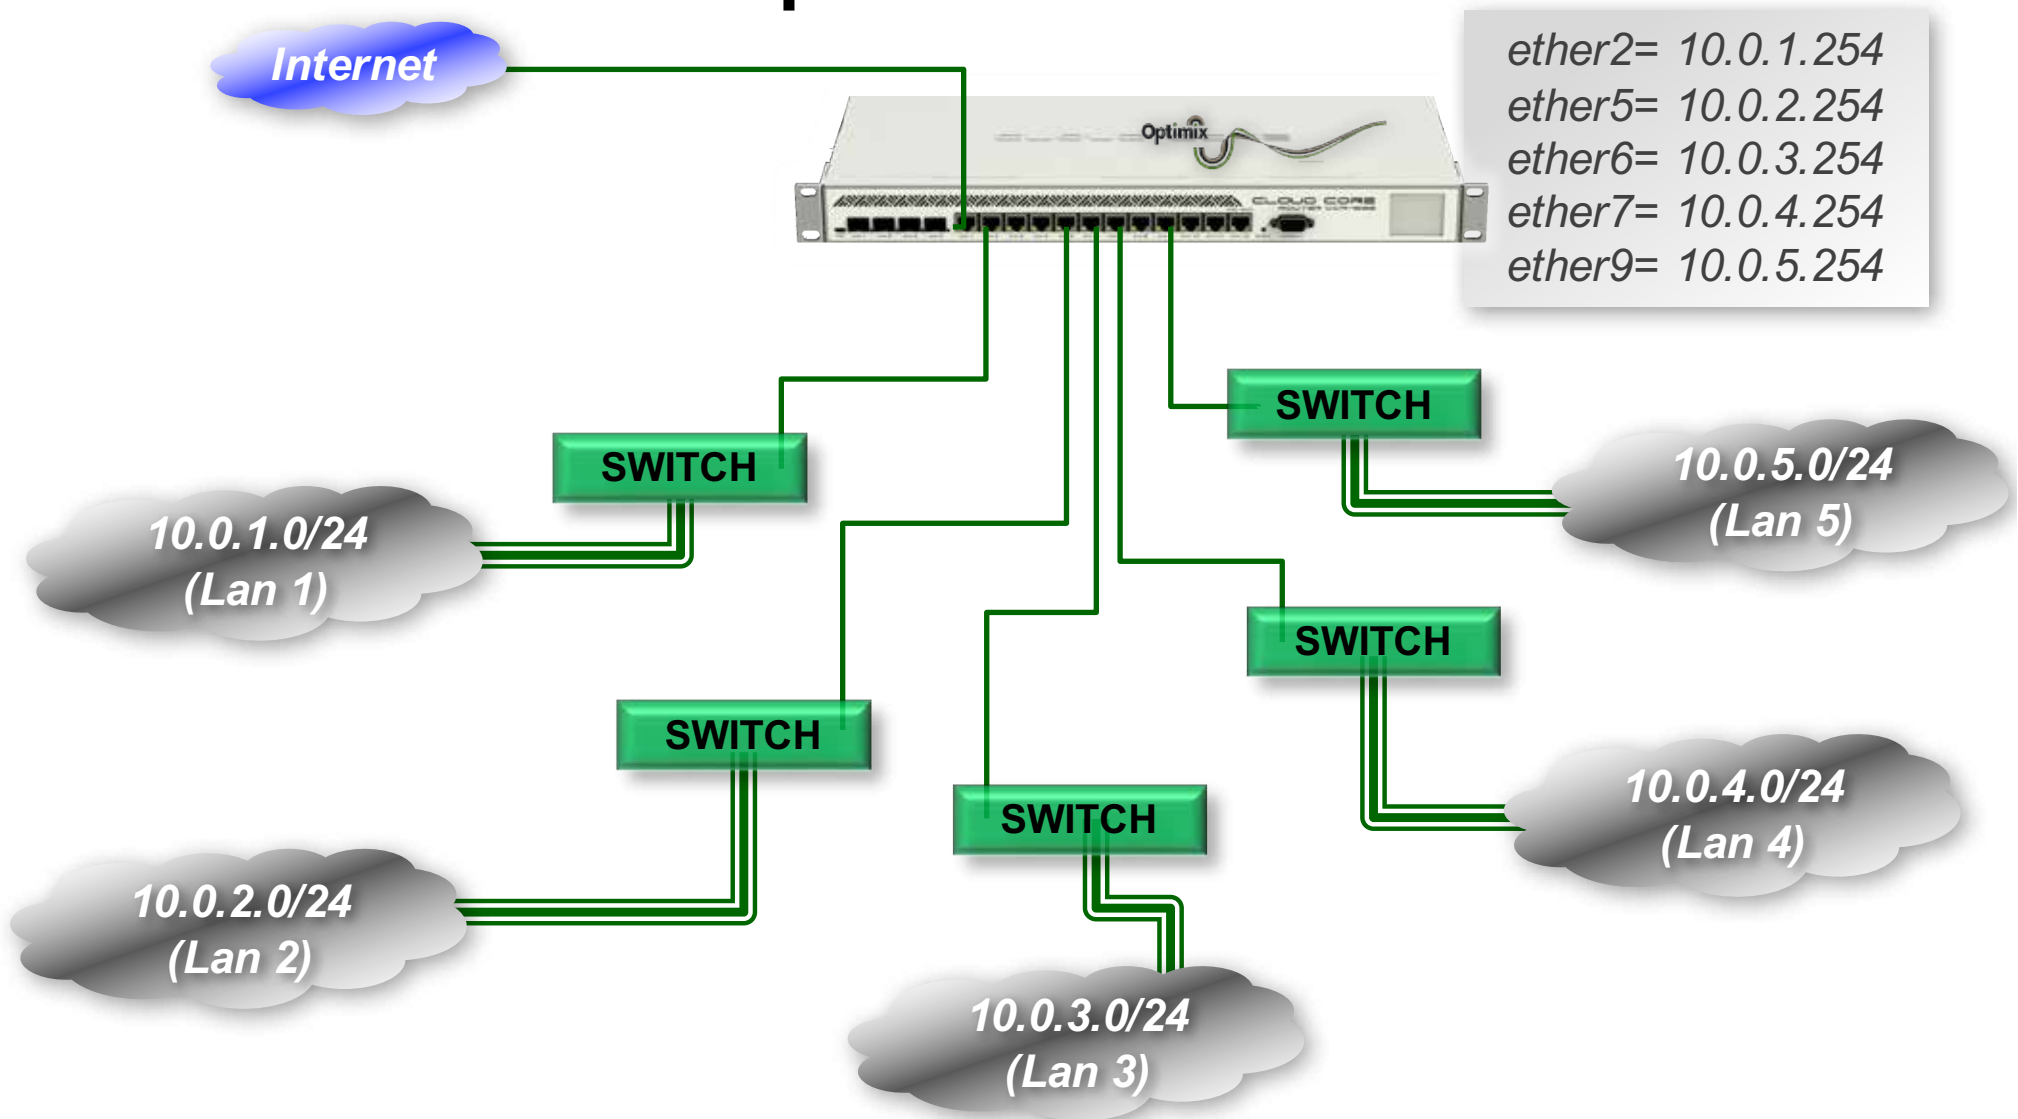 Internet
ether2= 10.0.1.254
ether5= 10.0.2.254
ether6= 10.0.3.254
ether7= 10.0.4.254
ether9= 10.0.5.254
Optimix
CLOUD CORE
SWITCH
10.0.5.0/24
(Lan 5)
SWITCH
10.0.1.0/24
(Lan 1)
SWITCH
10.0.4.0/24
(Lan 4)
SWITCH
10.0.2.0/24
(Lan 2)
SWITCH
10.0.3.0/24
(Lan 3)